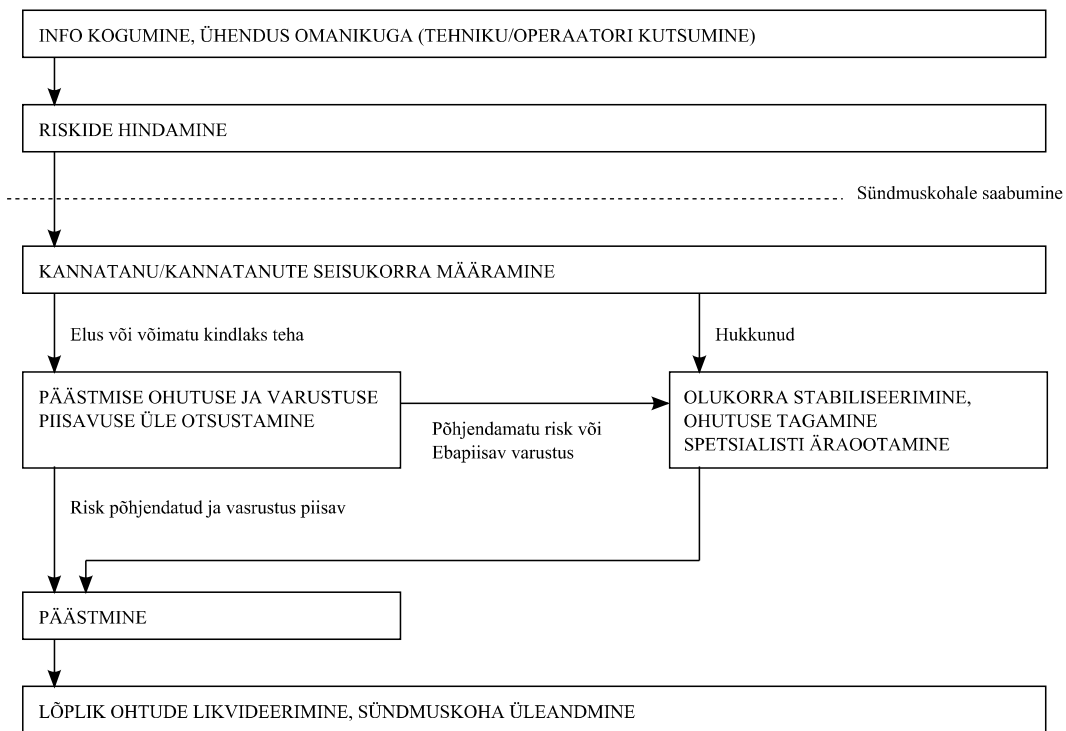 INFO KOGUMINE, ÜHENDUS OMANIKUGA (TEHNIKU/OPERAATORI KUTSUMINE)
RISKIDE HINDAMINE
Sündmuskohale saabumine
KANNATANU/KANNATANUTE SEISUKORRA MÄÄRAMINE
Elus või võimatu kindlaks teha
Hukkunud
PÄÄSTMISE OHUTUSE JA VARUSTUSE
PIISAVUSE ÜLE OTSUSTAMINE
Põhjendamatu risk või
Ebapiisav varustus
OLUKORRA STABILISEERIMINE,
OHUTUSE TAGAMINE
SPETSIALISTI ÄRAOOTAMINE
Risk põhjendatud ja vasrustus piisav
PÄÄSTMINE
LÕPLIK OHTUDE LIKVIDEERIMINE, SÜNDMUSKOHA ÜLEANDMINE